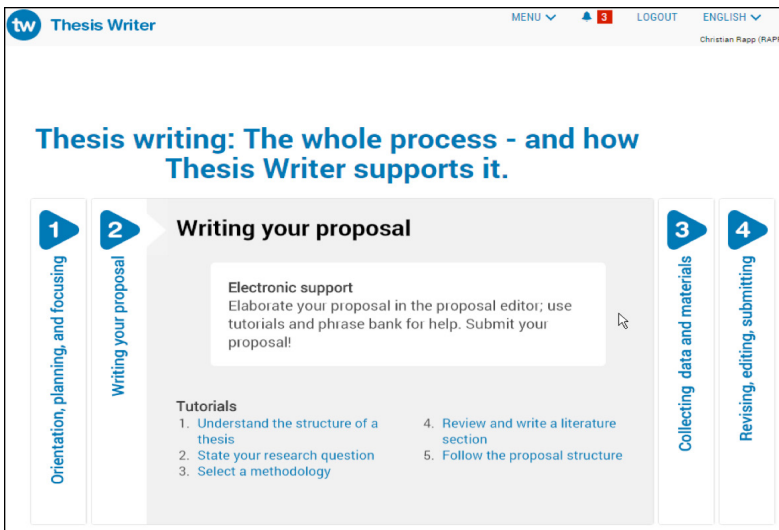 tw Thesis Writer
MENU 3 LOGOUT ENGLISH
Christian Rapp (RAPP
Thesis writing: The whole process - and how
Thesis Writer supports it.
1
Orientation, planning, and focusing
2
Writing your proposal
Writing your proposal
Electronic support
Elaborate your proposal in the proposal editor; use
tutorials and phrase bank for help. Submit your
proposal!
Tutorials
1. Understand the structure of a
thesis
2. State your research question
3. Select a methodology
4. Review and write a literature
section
5. Follow the proposal structure
3
Collecting data and materials
4
Revising, editing, submitting